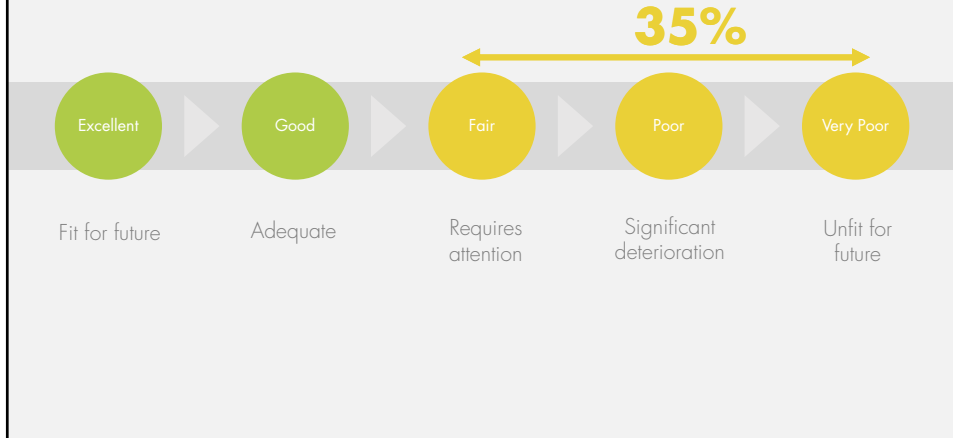 35%
Excellent
Good
Fair
Poor
Very Poor
Fit for future
Adequate
Requires
attention
Significant
deterioration
Unfit for
future